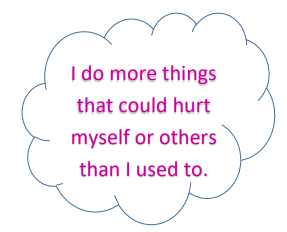 I do more things
that could hurt
myself or others
than I used to.